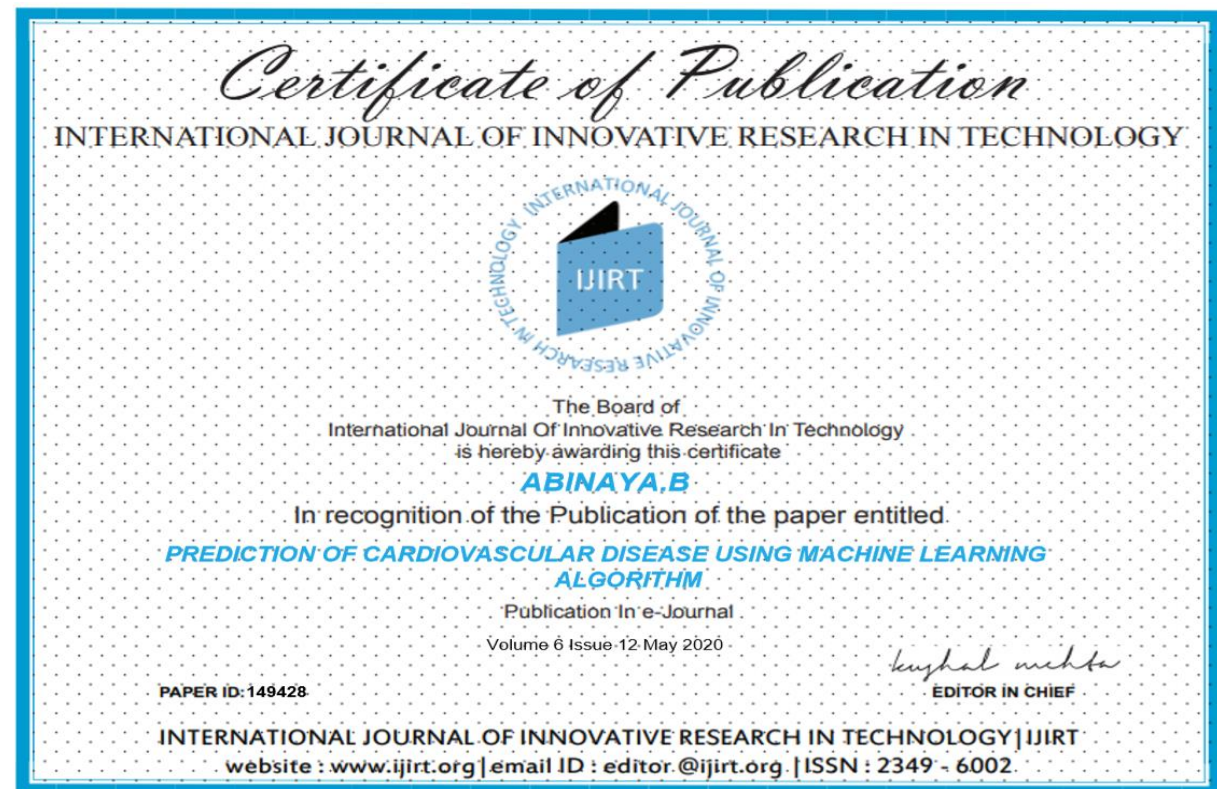 Certificate of Publication
INTERNATIONAL JOURNAL OF INNOVATIVE RESEARCH IN TECHNOLOGY
INTERNATIONAL JOURNAL OF INNOVATIVE RESEARCH IN TECHNOLOGY
IJIRT
The Board of
International Journal Of Innovative Research In Technology
is hereby awarding this certificate
ABINAYA.B
In recognition of the Publication of the paper entitled
PREDICTION OF CARDIOVASCULAR DISEASE USING MACHINE LEARNING
ALGORITHM
Publication In e-Journal
Volume 6 Issue 12 May 2020
kushal mehta
PAPER ID:149428
EDITOR IN CHIEF
INTERNATIONAL JOURNAL OF INNOVATIVE RESEARCH IN TECHNOLOGY|IJIRT
website : www.ijirt.org|email ID : editor @ijirt.org |ISSN : 2349 - 6002